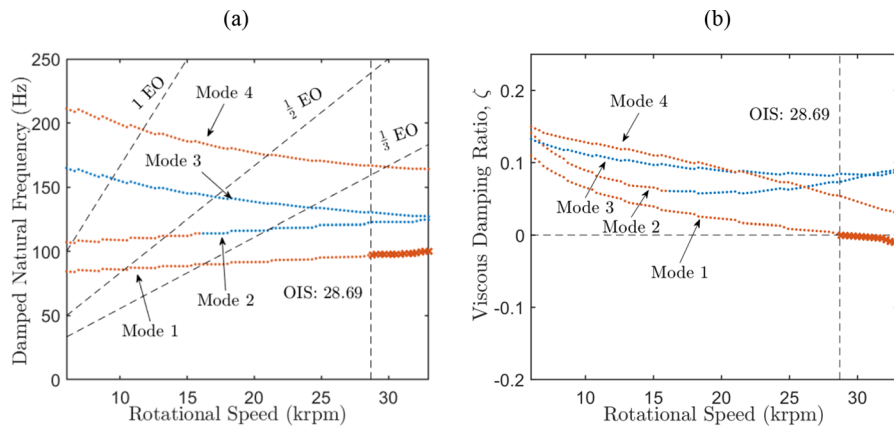 (a)
250
200
150
100
50
0
Damped Natural Frequency (Hz)
1 EO
Mode 4
1/2 EO
1/3 EO
Mode 3
Mode 2
Mode 1
OIS: 28.69
10
15
20
25
30
Rotational Speed (krpm)
(b)
0.2
0.1
0
-0.1
-0.2
Viscous Damping Ratio, ζ
OIS: 28.69
Mode 4
Mode 3
Mode 2
Mode 1
10
15
20
25
30
Rotational Speed (krpm)